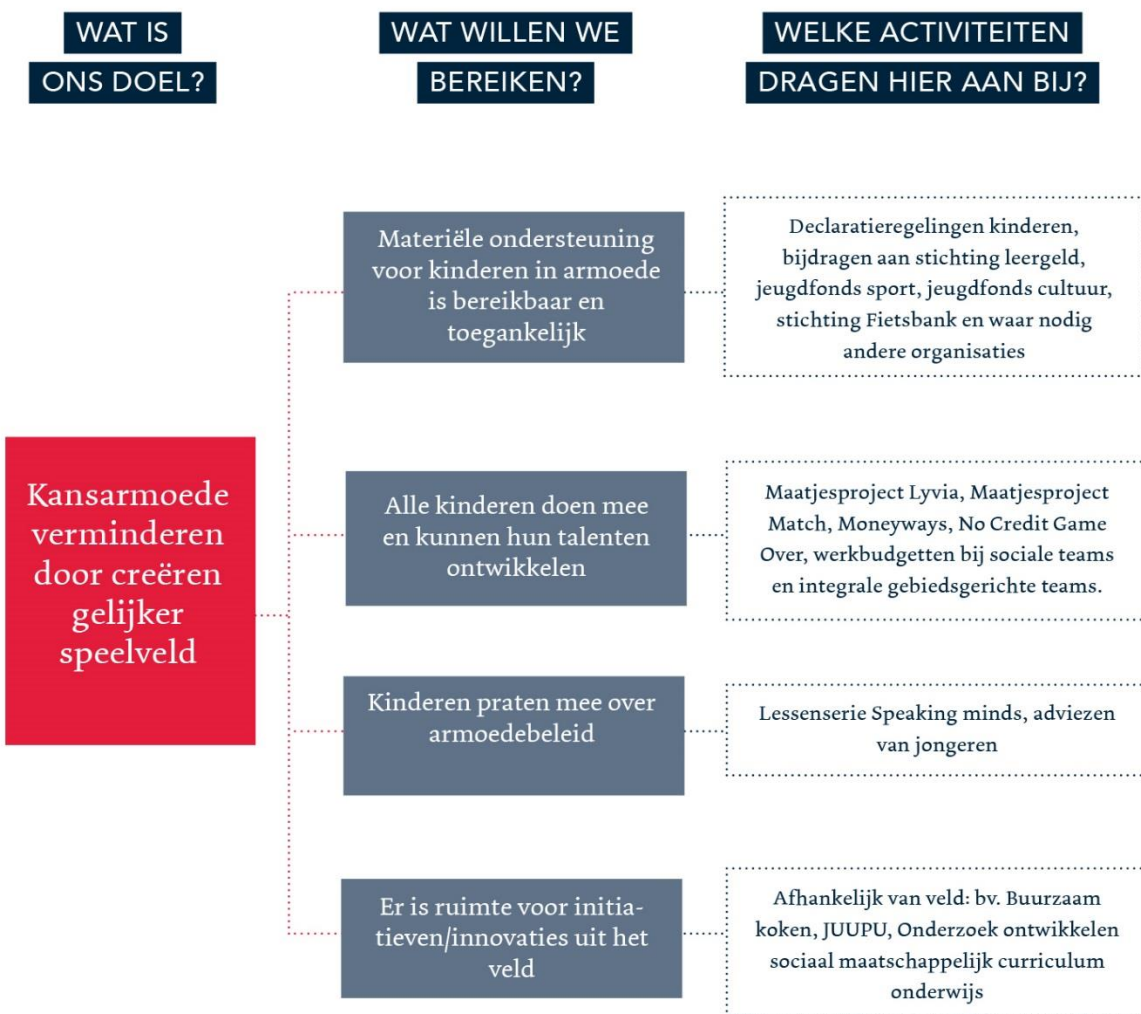 WAT IS
ONS DOEL?
WAT WILLEN WE
BEREIKEN?
WELKE ACTIVITEITEN
DRAGEN HIER AAN BIJ?
Kansarmoede
verminderen
door creëren
gelijker
speelveld
Materiële ondersteuning
voor kinderen in armoede
is bereikbaar en
toegankelijk
Declaratieregelingen kinderen,
bijdragen aan stichting leergeld,
jeugdfonds sport, jeugdfonds cultuur,
stichting Fietsbank en waar nodig
andere organisaties
Alle kinderen doen mee
en kunnen hun talenten
ontwikkelen
Maatjesproject Lyvia, Maatjesproject
Match, Moneyways, No Credit Game
Over, werkbudgetten bij sociale teams
en integrale gebiedsgerichte teams.
Kinderen praten mee over
armoedebeleid
Lessenserie Speaking minds, adviezen
van jongeren
Er is ruimte voor initia-
tieven/innovaties uit het
veld
Afhankelijk van veld: bv. Buurzaam
koken, JUUPU, Onderzoek ontwikkelen
sociaal maatschappelijk curriculum
onderwijs